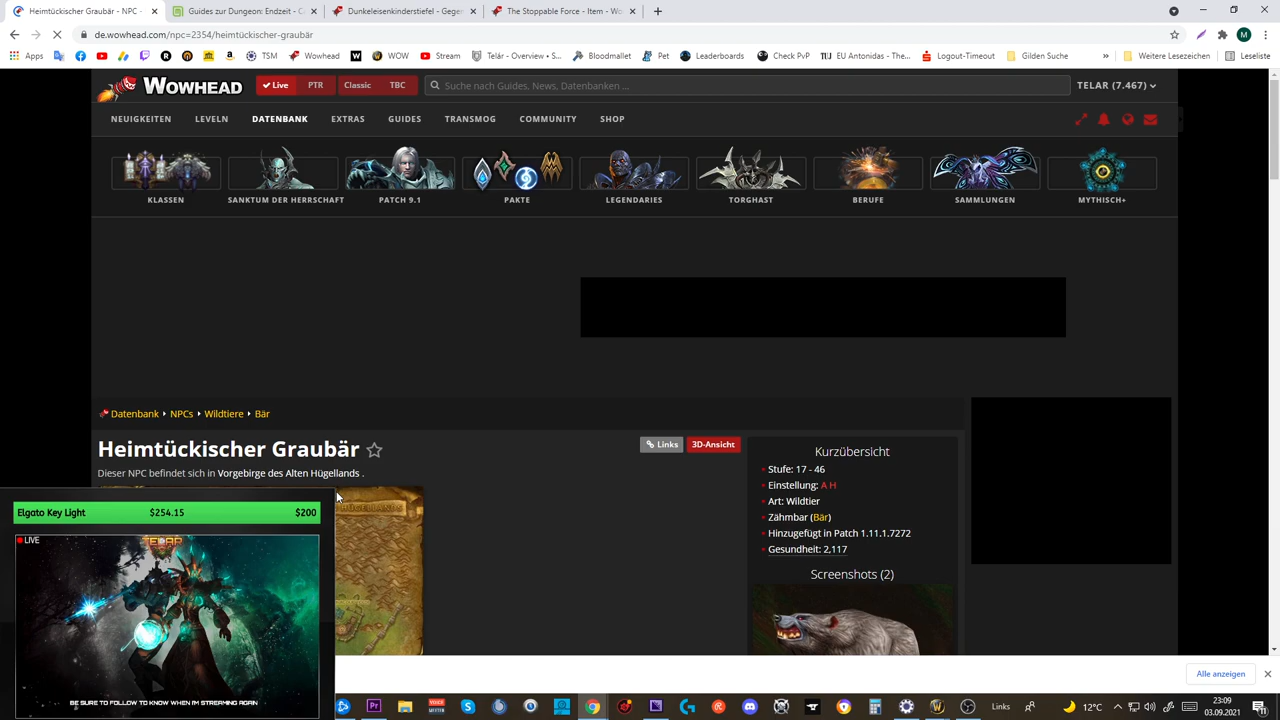 Heimtückischer Graubär - NPC -
Guides zur Dungeon: Endzeit - C
Dunkeleisenkinderstiefel - Gegen
The Stoppable Force - Item - Wo
de.wowhead.com/npc=2354/heimtückischer-graubär
M
Apps
TSM
Wowhead
WOW
Stream
Telár - Overview • S...
Bloodmallet
Pet
Leaderboards
Check PvP
EU Antonidas - The...
Logout-Timeout
Gilden Suche
»
Weitere Lesezeichen
Leseliste
WOWHEAD
Live
PTR
Classic
TBC
Suche nach Guides, News, Datenbanken ...
TELAR (7.467)
NEUIGKEITEN
LEVELN
DATENBANK
EXTRAS
GUIDES
TRANSMOG
COMMUNITY
SHOP
KLASSEN
SANKTUM DER HERRSCHAFT
PATCH 9.1
PAKTE
LEGENDARIES
TORGHAST
BERUFE
SAMMLUNGEN
MYTHISCH+
Datenbank
NPCs
Wildtiere
Bär
Heimtückischer Graubär
Links
3D-Ansicht
Dieser NPC befindet sich in Vorgebirge des Alten Hügellands .
Kurzübersicht
Stufe: 17 - 46
Einstellung: A H
Art: Wildtier
Zähmbar (Bär)
Hinzugefügt in Patch 1.11.1.7272
Gesundheit: 2,117
Screenshots (2)
Elgato Key Light
$254.15
$200
LIVE
TELAR
BE SURE TO FOLLOW TO KNOW WHEN I'M STREAMING AGAIN
Alle anzeigen
12°C
Links
23:09
03.09.2021